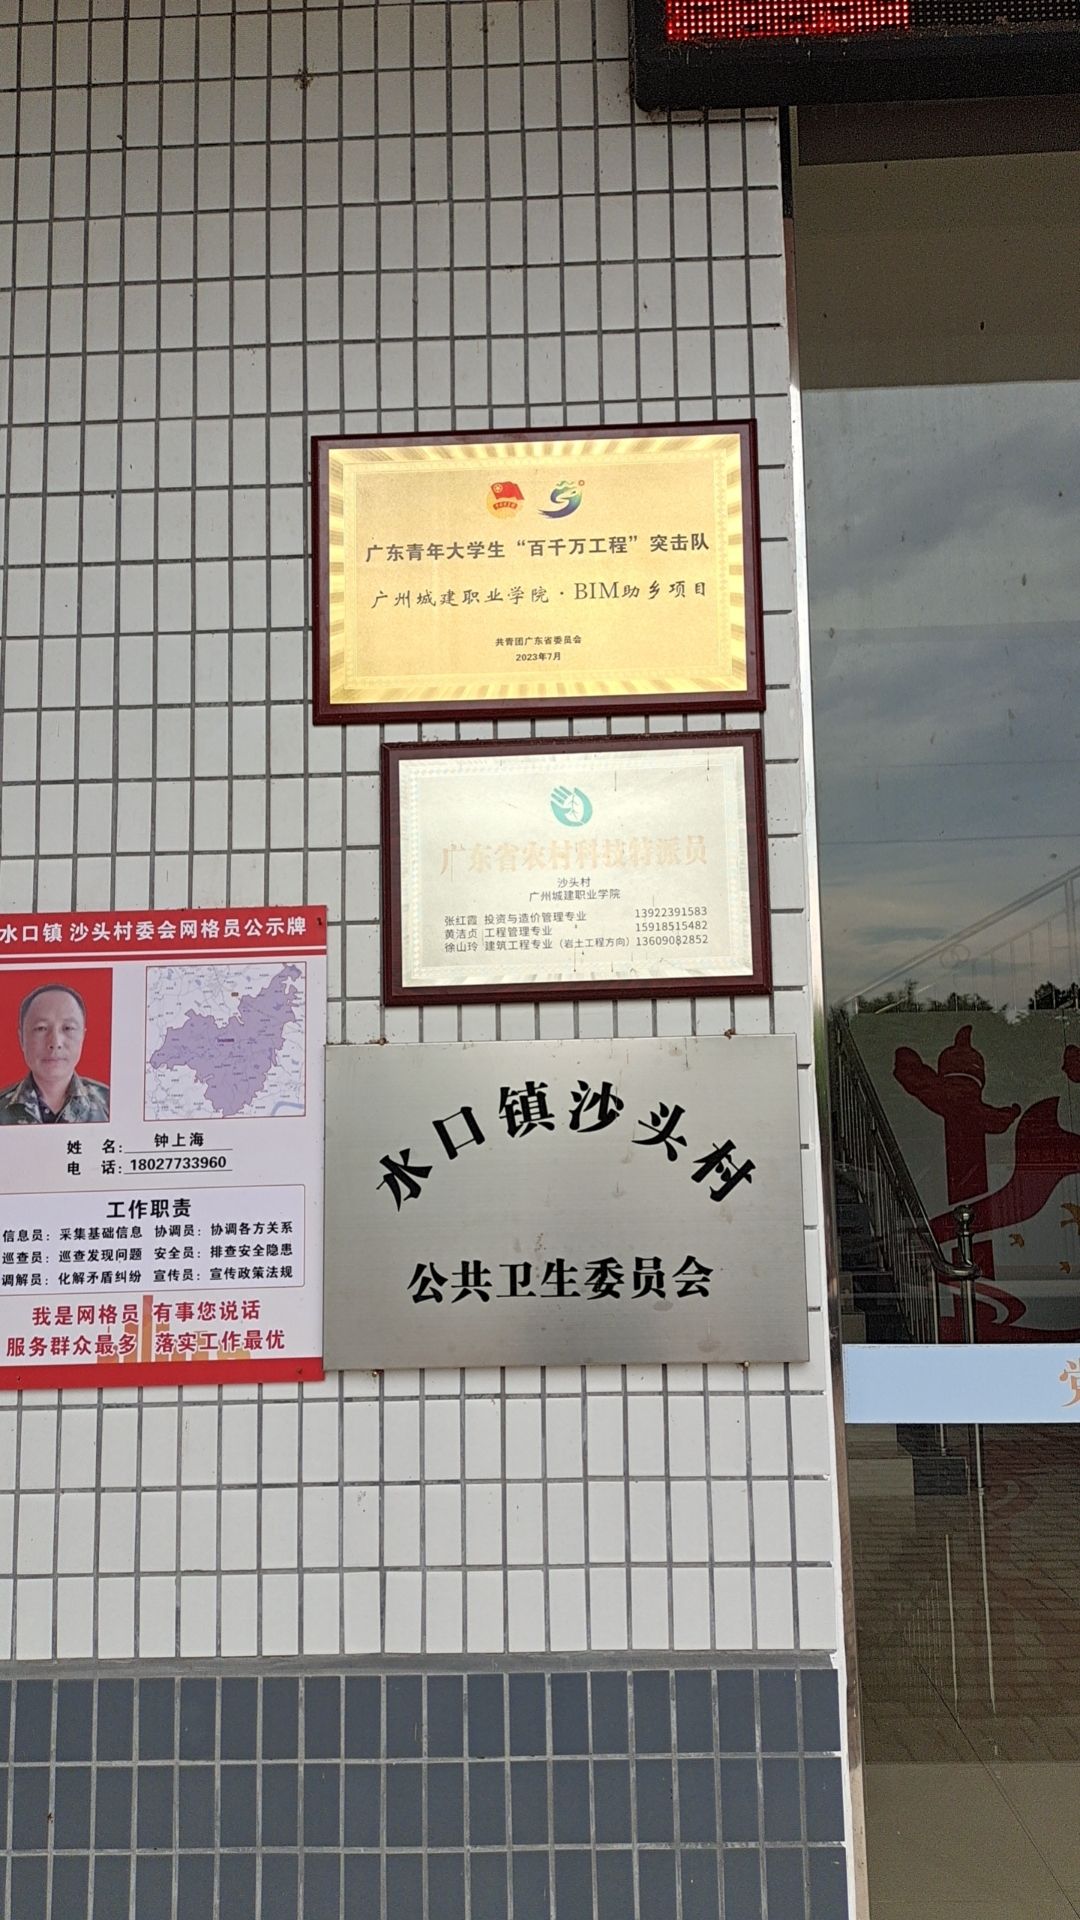 广东青年大学生“百千万工程”突击队
广州城建职业学院·BIM助乡项目
共青团广东省委员会
2023年7月
广东省农村科技特派员
沙头村
广州城建职业学院
张红霞 投资与造价管理专业 13922391583
黄洁贞 工程管理专业 15918515482
徐山玲 建筑工程专业（岩土工程方向）13609082852
水口镇 沙头村委会网格员公示牌
姓 名：钟上海
电 话：18027733960
工作职责
信息员：采集基础信息 协调员：协调各方关系
巡查员：巡查发现问题 安全员：排查安全隐患
调解员：化解矛盾纠纷 宣传员：宣传政策法规
我是网格员 有事您说话
服务群众最多 落实工作最优
水口镇沙头村
公共卫生委员会